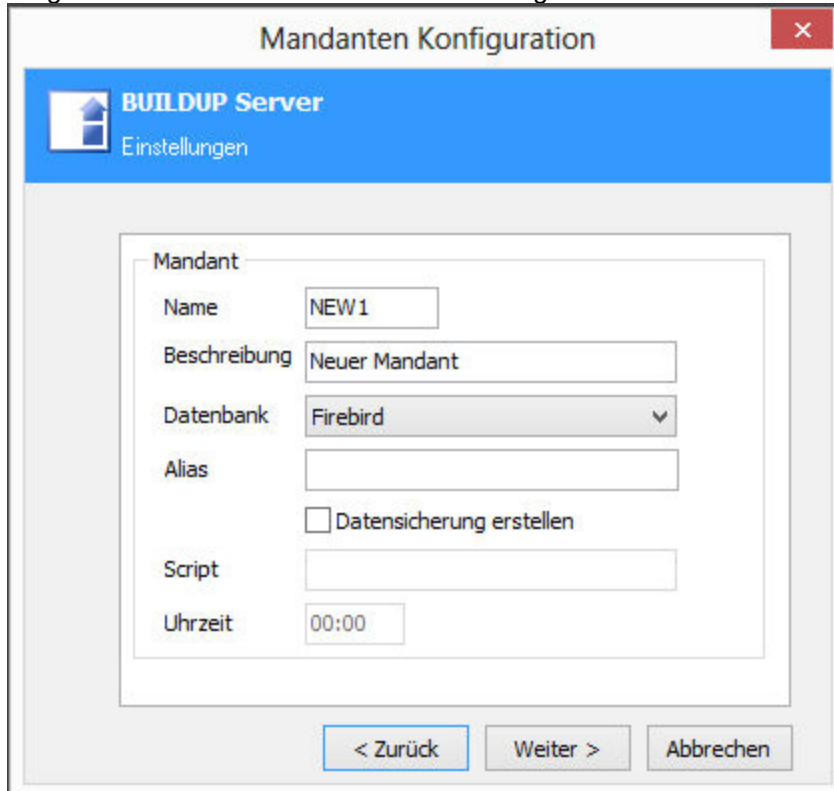 Mandanten Konfiguration
BUILDUP Server
Einstellungen
Mandant
Name NEW1
Beschreibung Neuer Mandant
Datenbank Firebird
Alias
Datensicherung erstellen
Script
Uhrzeit 00:00
< Zurück Weiter > Abbrechen